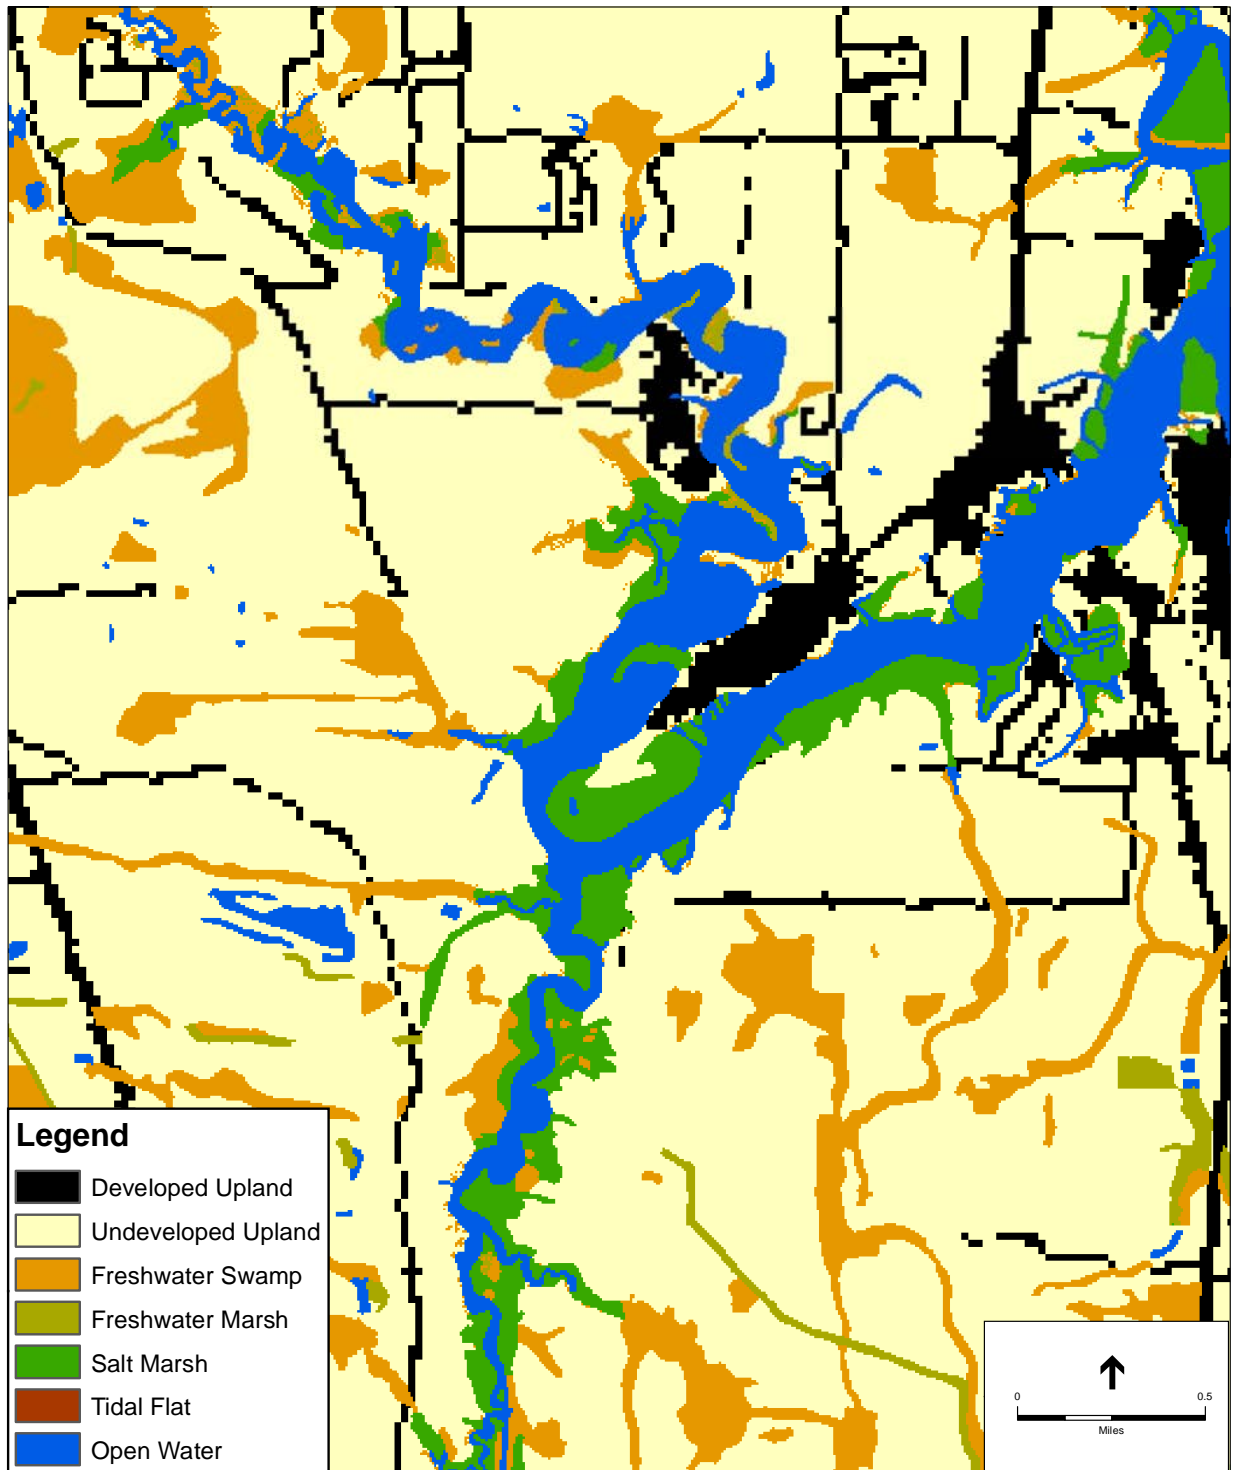 Legend
Developed Upland
Undeveloped Upland
Freshwater Swamp
Freshwater Marsh
Salt Marsh
Tidal Flat
Open Water
0 0.5
Miles